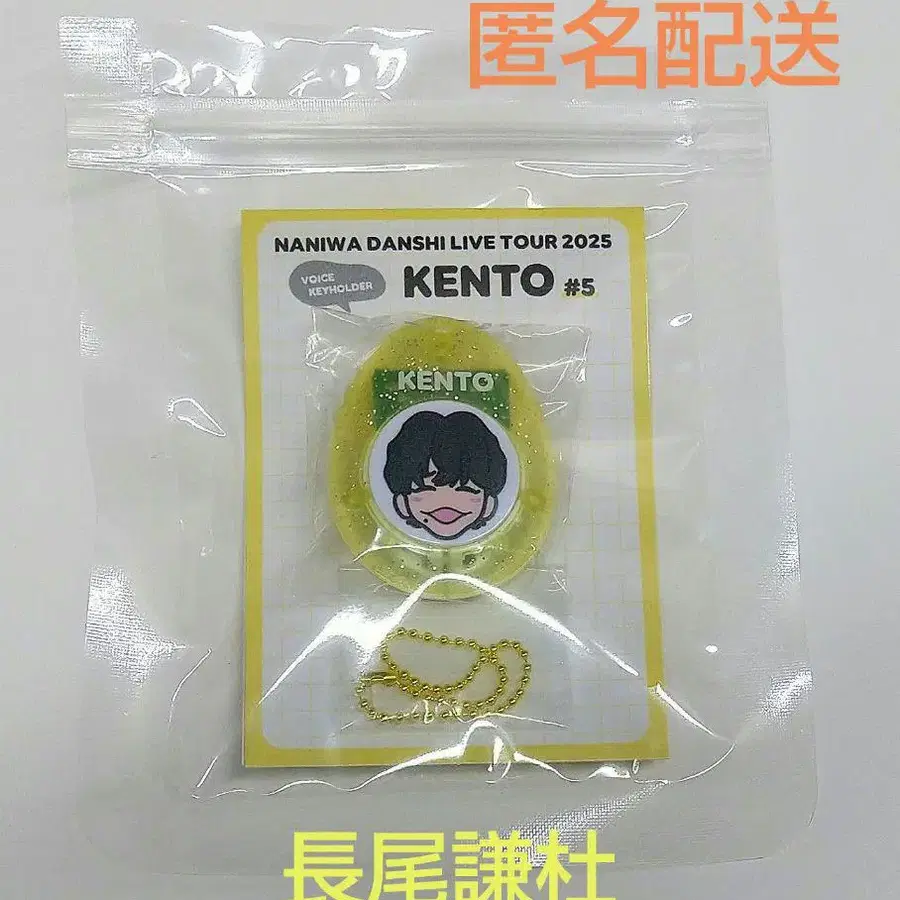 匿名配送
NANIWA DANSHI LIVE TOUR 2025
VOICE
KEYHOLDER
KENTO #5
KENTO
長尾謙杜